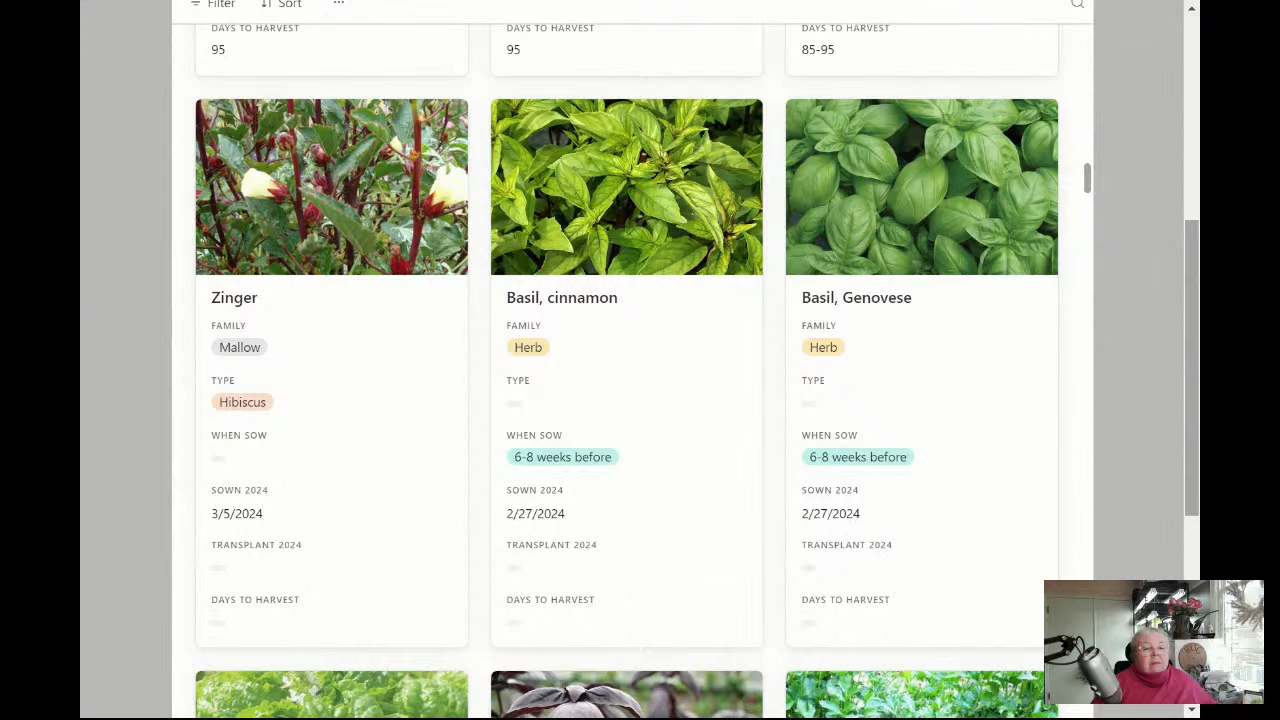 Filter Sort ...
DAYS TO HARVEST DAYS TO HARVEST DAYS TO HARVEST
95 95 85-95
Zinger Basil, cinnamon Basil, Genovese
FAMILY FAMILY FAMILY
Mallow Herb Herb
TYPE TYPE TYPE
Hibiscus
WHEN SOW WHEN SOW WHEN SOW
6-8 weeks before 6-8 weeks before
SOWN 2024 SOWN 2024 SOWN 2024
3/5/2024 2/27/2024 2/27/2024
TRANSPLANT 2024 TRANSPLANT 2024 TRANSPLANT 2024
DAYS TO HARVEST DAYS TO HARVEST DAYS TO HARVEST